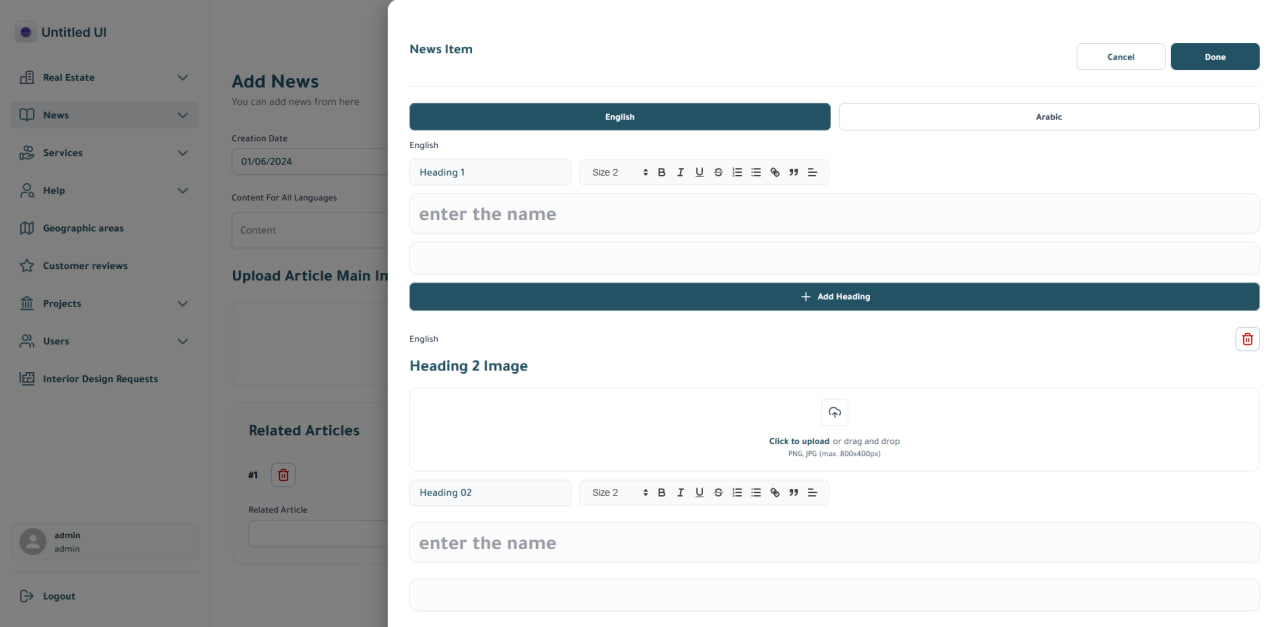 Untitled UI
Real Estate
News
Services
Help
Geographic areas
Customer reviews
Projects
Users
Interior Design Requests
admin
admin
Logout
Add News
You can add news from here
Creation Date
01/06/2024
Content For All Languages
Content
Upload Article Main Im
Related Articles
#1
Related Article
News Item
Cancel
Done
English
Arabic
English
Heading 1
Size 2
enter the name
Add Heading
English
Heading 2 Image
Click to upload or drag and drop
PNG, JPG (max. 800x400px)
Heading 02
Size 2
enter the name